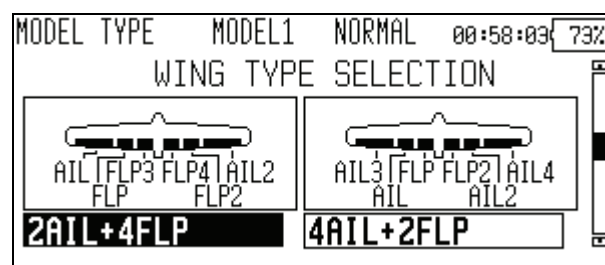 MODEL TYPE MODEL1 NORMAL 00:58:03 73%
WING TYPE SELECTION
AIL FLP3 FLP4 AIL2 AIL3 FLP FLP2 AIL4
FLP FLP2 AIL AIL2
2AIL+4FLP 4AIL+2FLP